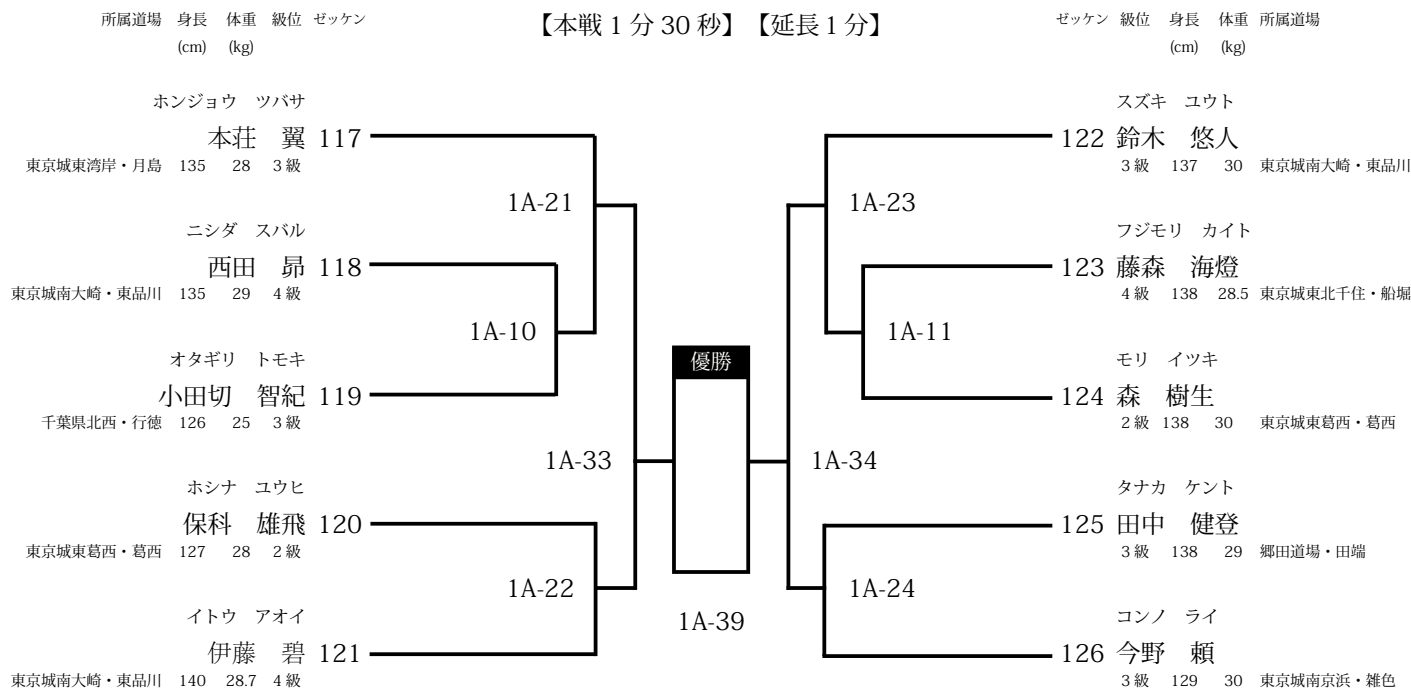 所属道場 身長 体重 級位 ゼッケン
(cm) (kg)
【本戦1分30秒】【延長1分】
ゼッケン 級位 身長 体重 所属道場
(cm) (kg)
ホンジョウ ツバサ
本荘 翼 117
東京城東湾岸・月島 135 28 3級
1A-21
ニシダ スバル
西田 昴 118
東京城南大崎・東品川 135 29 4級
1A-10
オタギリ トモキ
小田切 智紀 119
千葉県北西・行徳 126 25 3級
1A-33
ホシナ ユウヒ
保科 雄飛 120
東京城東葛西・葛西 127 28 2級
1A-22
イトウ アオイ
伊藤 碧 121
東京城南大崎・東品川 140 28.7 4級
優勝
1A-39
スズキ ユウト
122 鈴木 悠人
3級 137 30 東京城南大崎・東品川
1A-23
フジモリ カイト
123 藤森 海燈
4級 138 28.5 東京城東北千住・船堀
1A-11
モリ イツキ
124 森 樹生
2級 138 30 東京城東葛西・葛西
1A-34
タナカ ケント
125 田中 健登
3級 138 29 郷田道場・田端
1A-24
コンノ ライ
126 今野 頼
3級 129 30 東京城南京浜・雑色